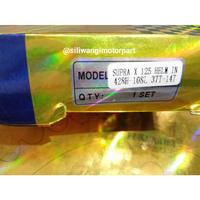 @siliwangimotorpart
MODEL SUPRA X 125 HELM IN
428H-108L 37T-14T
QTY: 1 SET